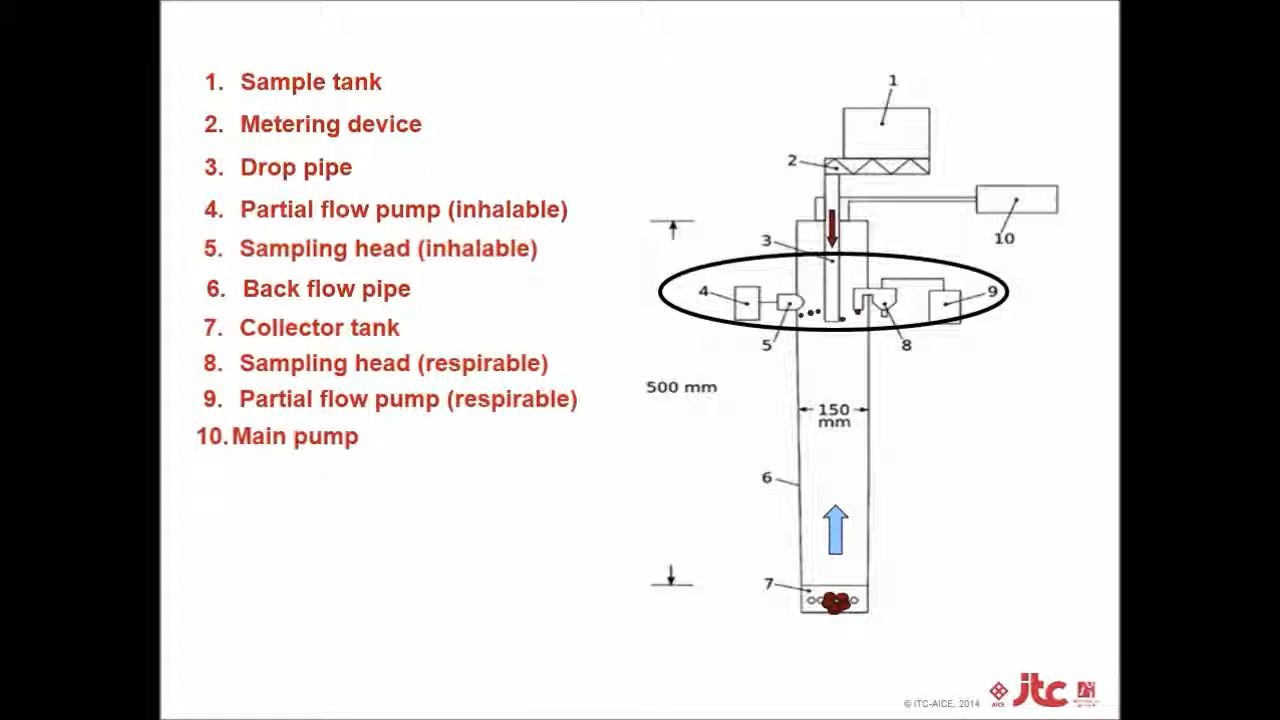 1. Sample tank
2. Metering device
3. Drop pipe
4. Partial flow pump (inhalable)
5. Sampling head (inhalable)
6. Back flow pipe
7. Collector tank
8. Sampling head (respirable)
9. Partial flow pump (respirable)
10. Main pump
1
2
10
3
4
9
5
8
500 mm
150
mm
6
7
© ITC-AICE, 2014
AICE
itc